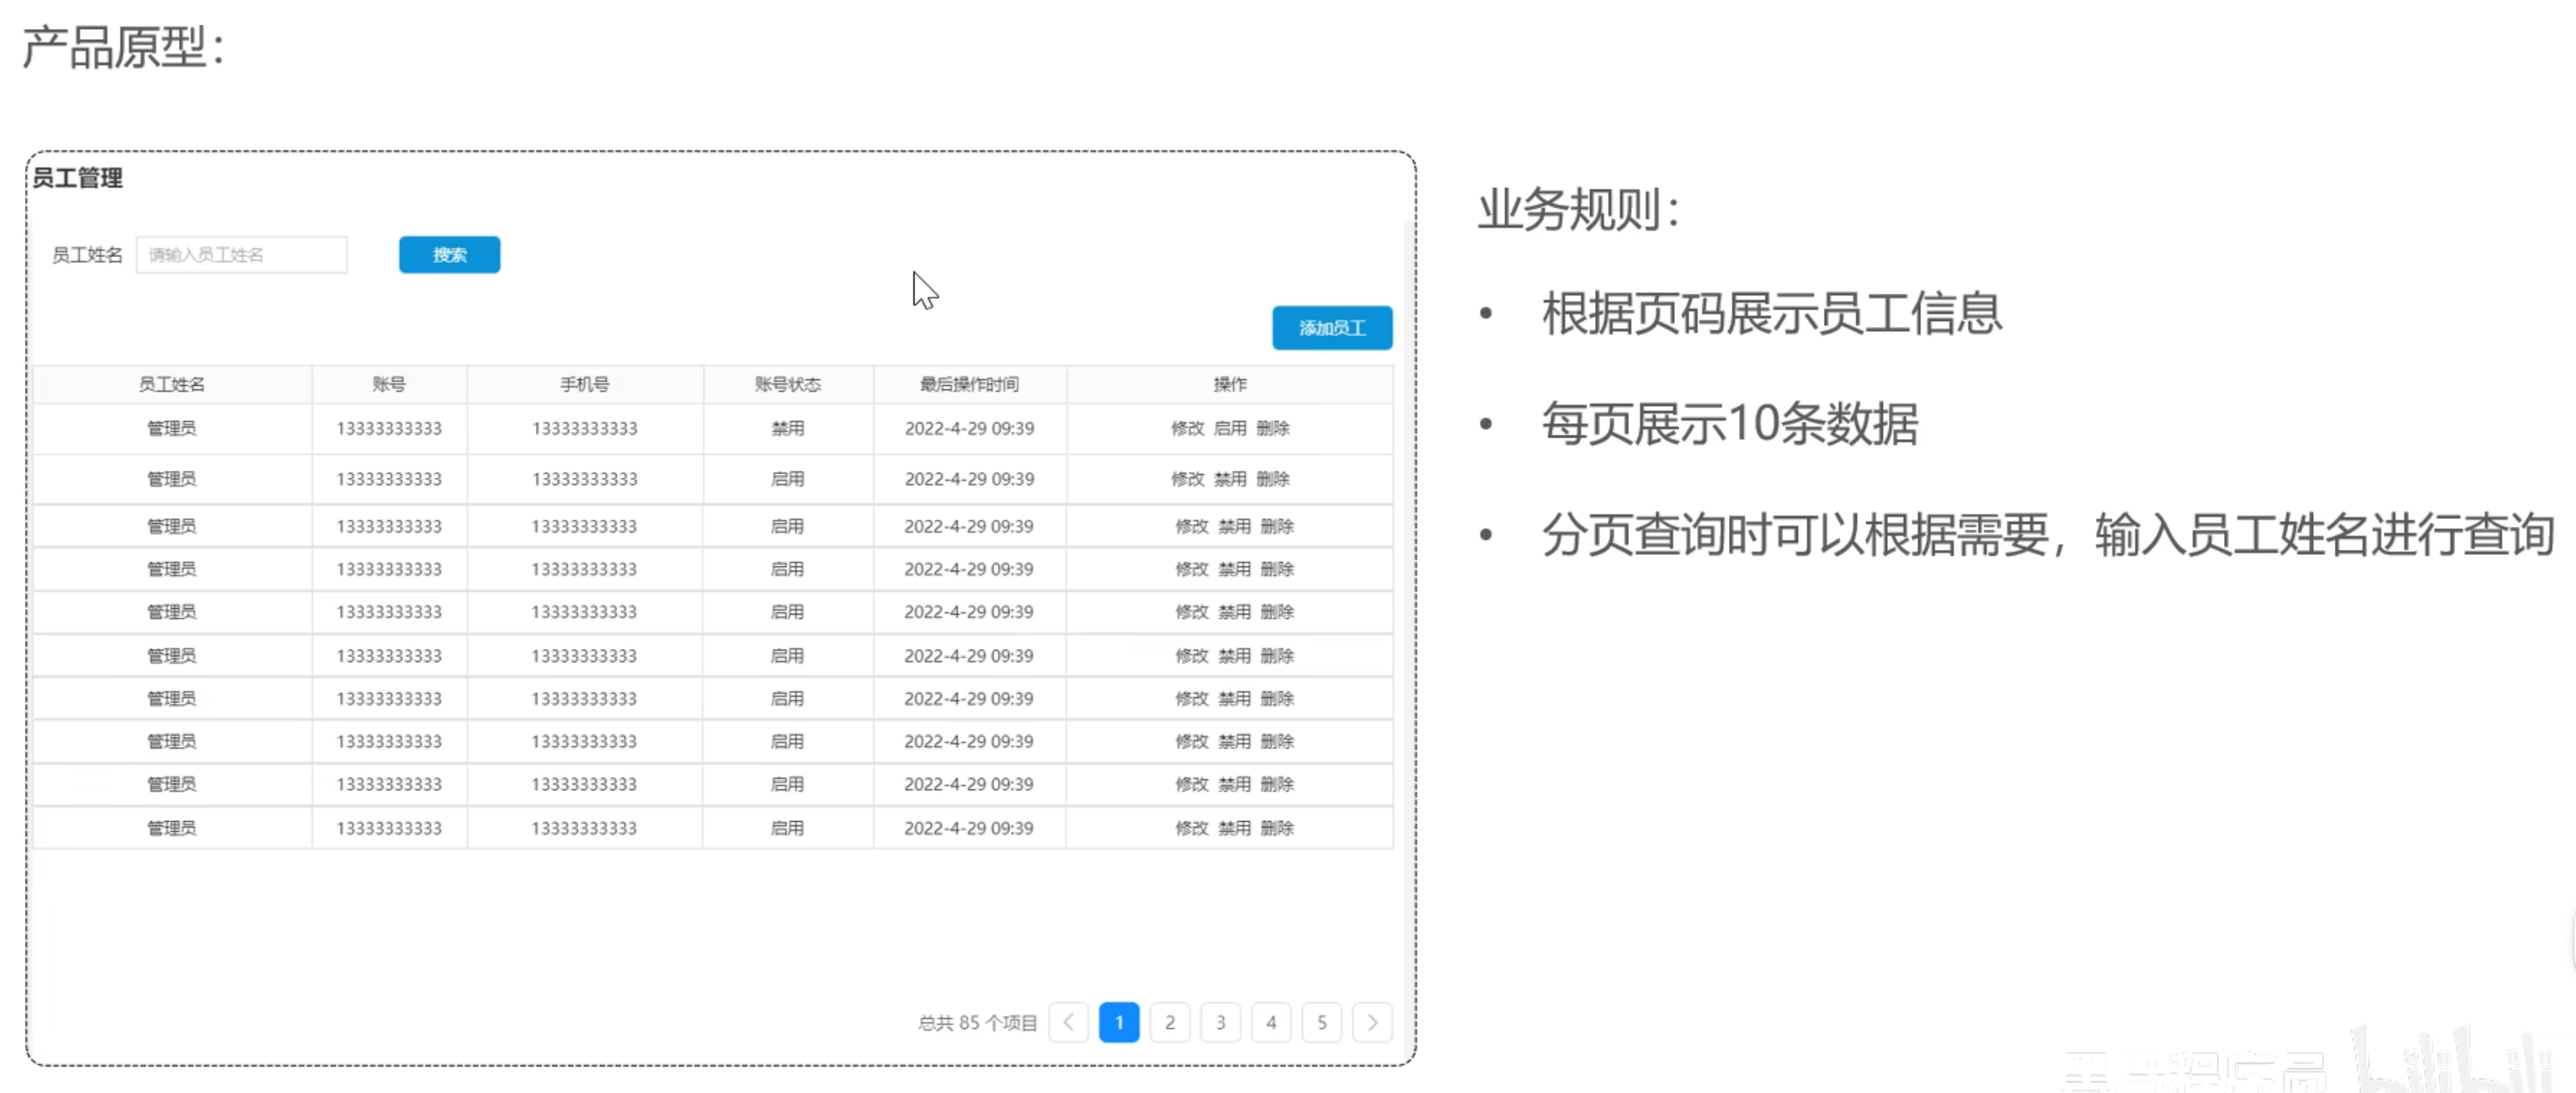 产品原型：
员工管理
员工姓名 请输入员工姓名 搜索
添加员工
员工姓名 账号 手机号 账号状态 最后操作时间 操作
管理员 13333333333 13333333333 禁用 2022-4-29 09:39 修改 启用 删除
管理员 13333333333 13333333333 启用 2022-4-29 09:39 修改 禁用 删除
管理员 13333333333 13333333333 启用 2022-4-29 09:39 修改 禁用 删除
管理员 13333333333 13333333333 启用 2022-4-29 09:39 修改 禁用 删除
管理员 13333333333 13333333333 启用 2022-4-29 09:39 修改 禁用 删除
管理员 13333333333 13333333333 启用 2022-4-29 09:39 修改 禁用 删除
管理员 13333333333 13333333333 启用 2022-4-29 09:39 修改 禁用 删除
管理员 13333333333 13333333333 启用 2022-4-29 09:39 修改 禁用 删除
管理员 13333333333 13333333333 启用 2022-4-29 09:39 修改 禁用 删除
管理员 13333333333 13333333333 启用 2022-4-29 09:39 修改 禁用 删除
总共 85 个项目 < 1 2 3 4 5 >
业务规则：
• 根据页码展示员工信息
• 每页展示10条数据
• 分页查询时可以根据需要，输入员工姓名进行查询
黑马程序员 bilibili